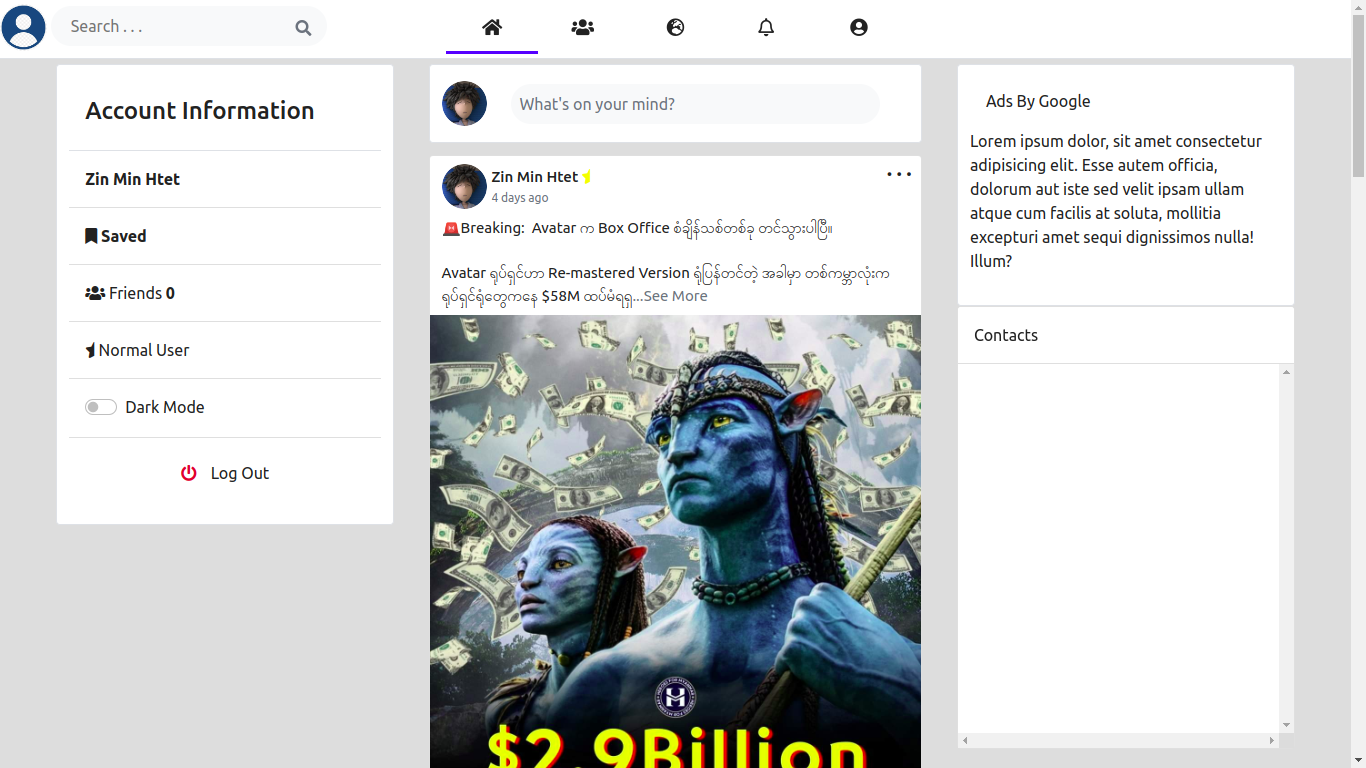 Search . . .
Account Information
Zin Min Htet
Saved
Friends 0
Normal User
Dark Mode
Log Out
What's on your mind?
Zin Min Htet
4 days ago
🚨Breaking: Avatar က Box Office စံချိန်သစ်တစ်ခု တင်သွားပါပြီ။
Avatar ရုပ်ရှင်ဟာ Re-mastered Version ရုံပြန်တင်တဲ့ အခါမှာ တစ်ကမ္ဘာလုံးက
ရုပ်ရှင်ရုံတွေကနေ $58M ထပ်မံရရှ...See More
$2.9Billion
Ads By Google
Lorem ipsum dolor, sit amet consectetur
adipisicing elit. Esse autem officia,
dolorum aut iste sed velit ipsam ullam
atque cum facilis at soluta, mollitia
excepturi amet sequi dignissimos nulla!
Illum?
Contacts